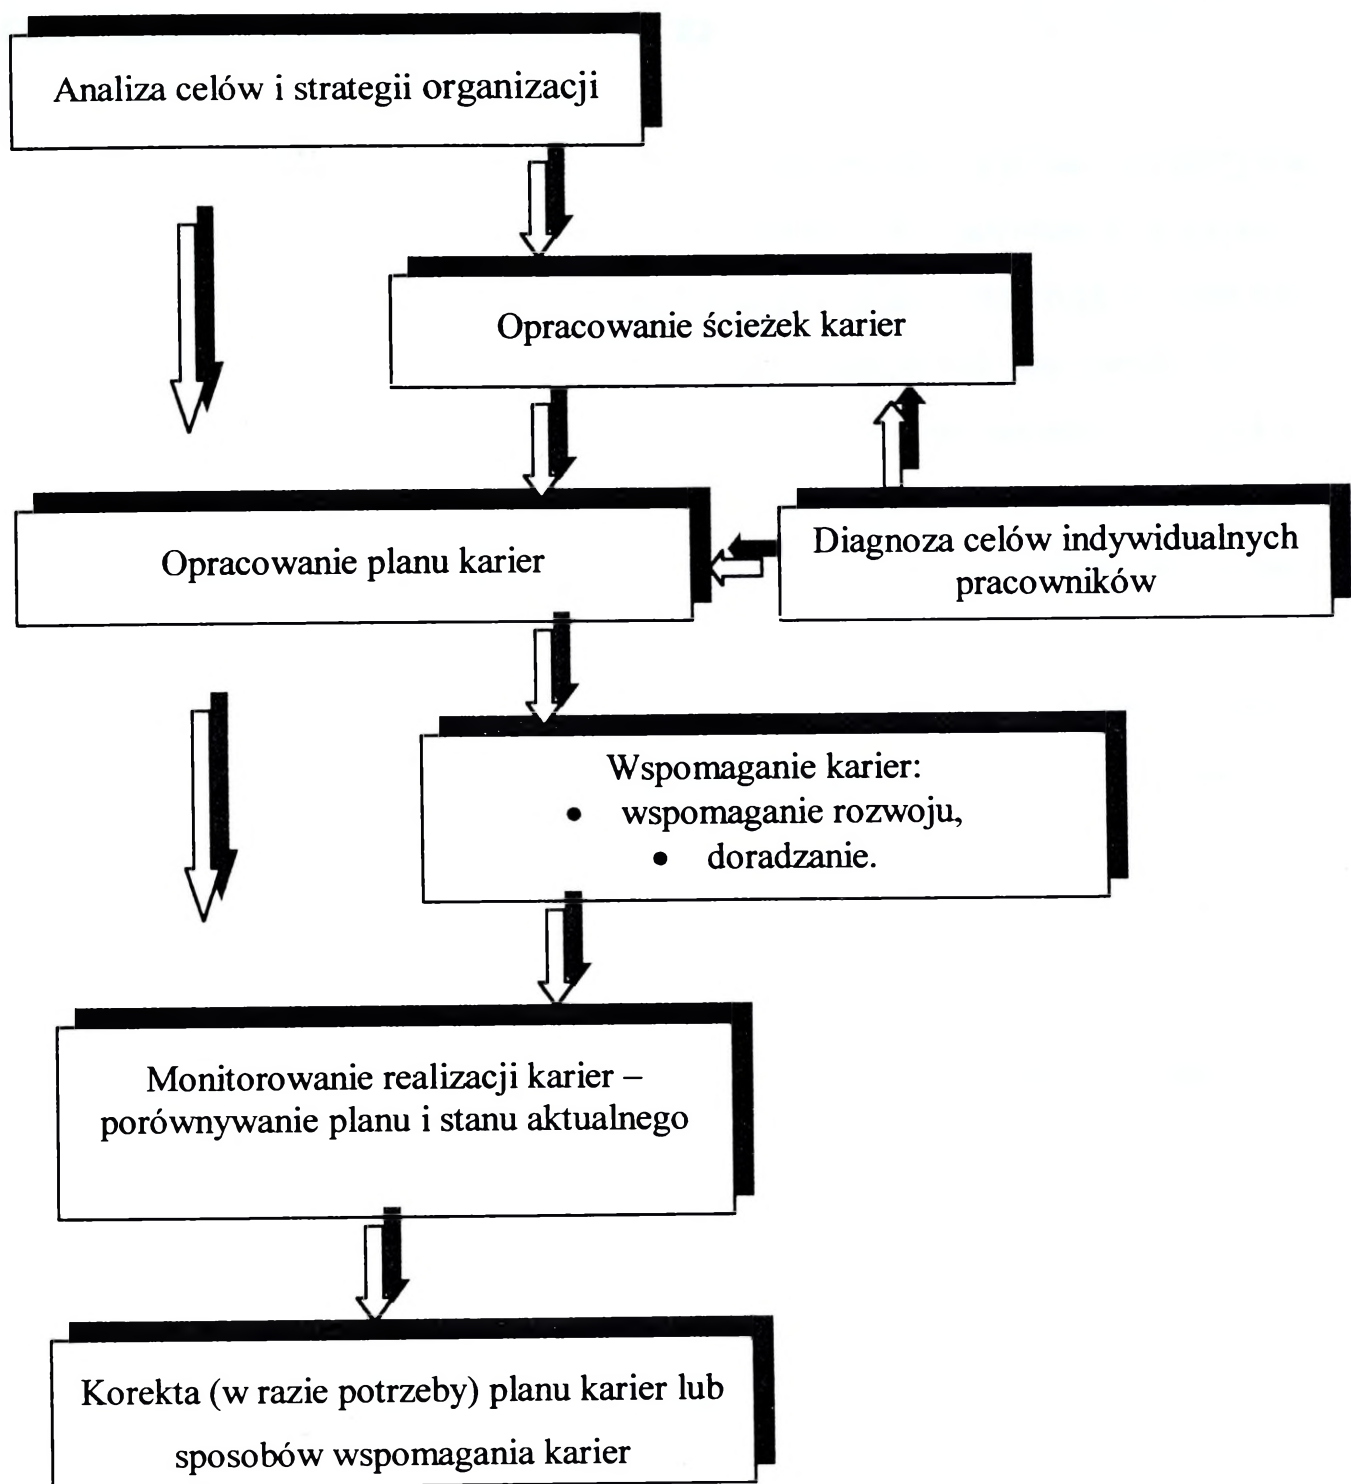 Analiza celów i strategii organizacji
Opracowanie ścieżek karier
Opracowanie planu karier
Diagnoza celów indywidualnych
pracowników
Wspomaganie karier:
• wspomaganie rozwoju,
• doradzanie.
Monitorowanie realizacji karier –
porównywanie planu i stanu aktualnego
Korekta (w razie potrzeby) planu karier lub
sposobów wspomagania karier